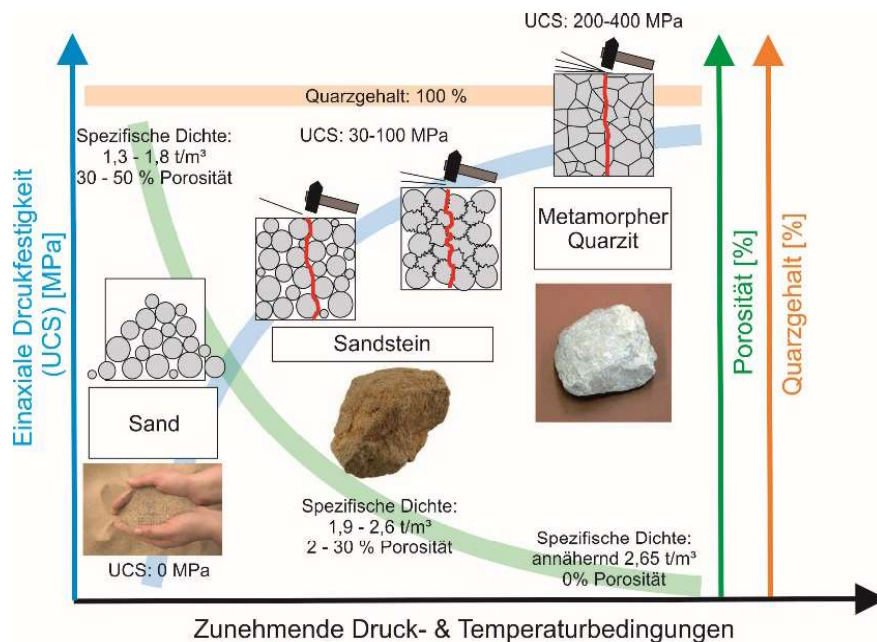 UCS: 200-400 MPa
Quarzgehalt: 100 %
Spezifische Dichte:
1,3 - 1,8 t/m³
30 - 50 % Porosität
UCS: 30-100 MPa
Metamorpher
Quarzit
Sandstein
Sand
Spezifische Dichte:
1,9 - 2,6 t/m³
2 - 30 % Porosität
Spezifische Dichte:
annähernd 2,65 t/m³
0% Porosität
UCS: 0 MPa
Einaxiale Drcukfestigkeit
(UCS) [MPa]
Porosität [%]
Quarzgehalt [%]
Zunehmende Druck- & Temperaturbedingungen